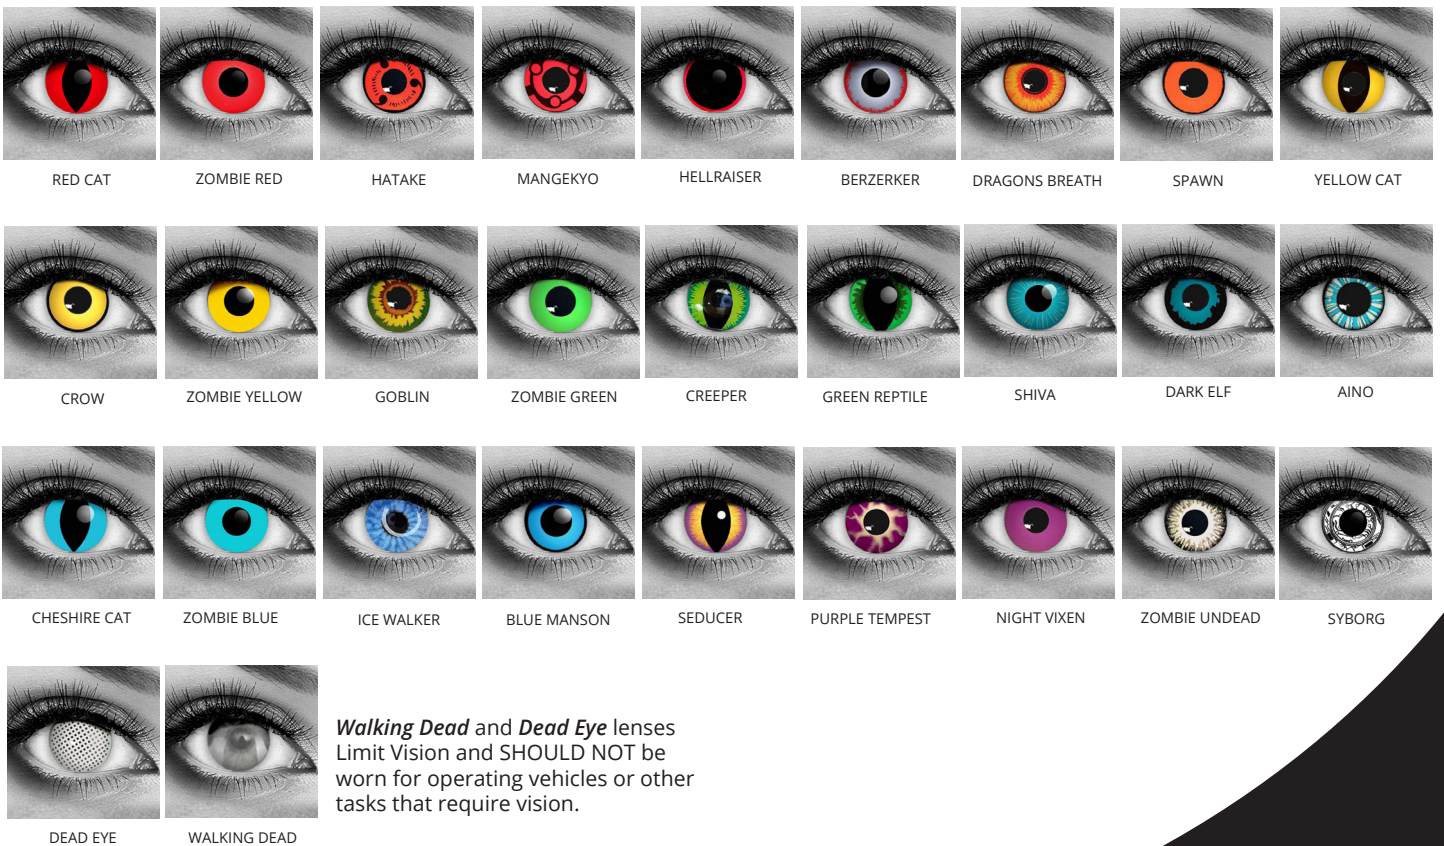 RED CAT
ZOMBIE RED
HATAKE
MANGEKYO
HELLRAISER
BERZERKER
DRAGONS BREATH
SPAWN
YELLOW CAT
CROW
ZOMBIE YELLOW
GOBLIN
ZOMBIE GREEN
CREEPER
GREEN REPTILE
SHIVA
DARK ELF
AINO
CHESHIRE CAT
ZOMBIE BLUE
ICE WALKER
BLUE MANSON
SEDUCER
PURPLE TEMPEST
NIGHT VIXEN
ZOMBIE UNDEAD
SYBORG
Walking Dead and Dead Eye lenses
Limit Vision and SHOULD NOT be
worn for operating vehicles or other
tasks that require vision.
DEAD EYE
WALKING DEAD